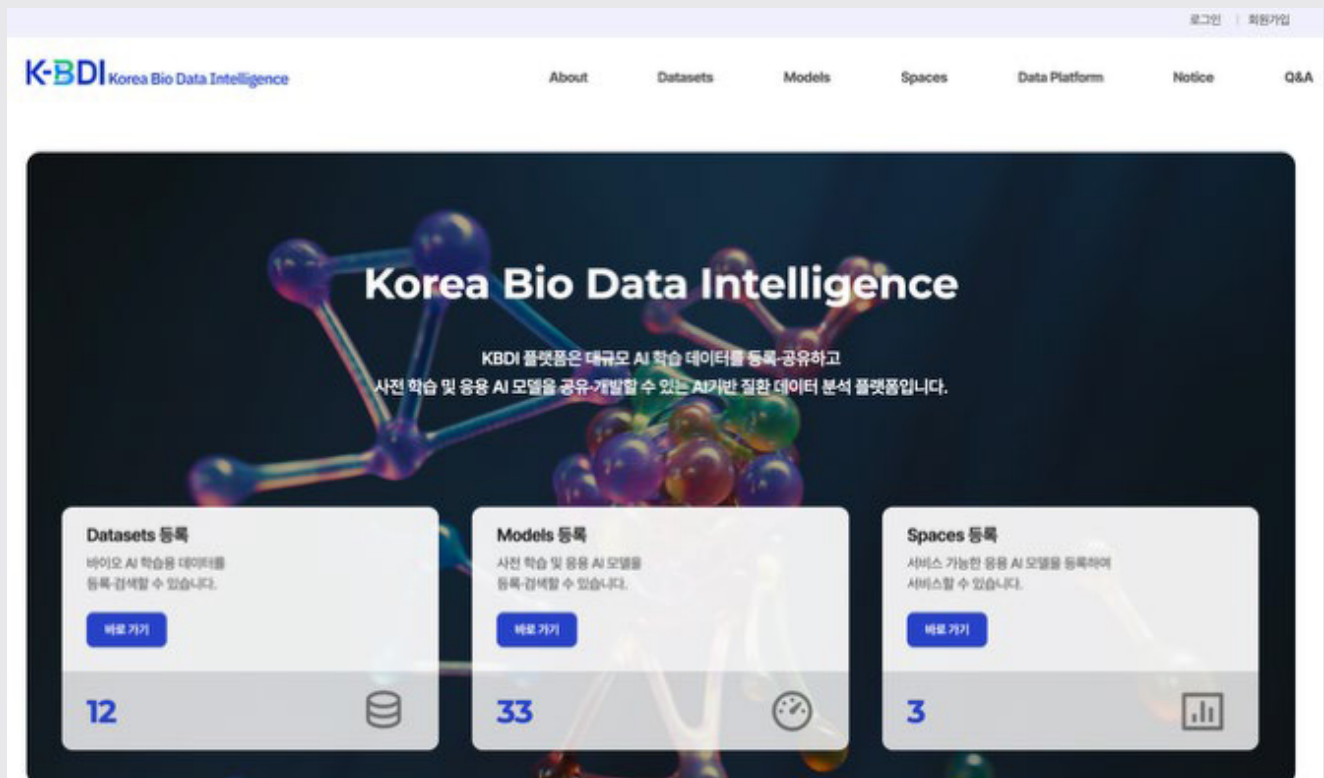 로그인 | 회원가입
K-BDI Korea Bio Data Intelligence
About Datasets Models Spaces Data Platform Notice Q&A
Korea Bio Data Intelligence
KBDI 플랫폼은 대규모 AI 학습 데이터를 등록·공유하고
사전 학습 및 응용 AI 모델을 공유·개발할 수 있는 AI기반 질환 데이터 분석 플랫폼입니다.
Datasets 등록
바이오 AI 학습용 데이터를
등록·검색할 수 있습니다.
바로 가기
12
Models 등록
사전 학습 및 응용 AI 모델을
등록·검색할 수 있습니다.
바로 가기
33
Spaces 등록
서비스 가능한 응용 AI 모델을 등록하여
서비스할 수 있습니다.
바로 가기
3